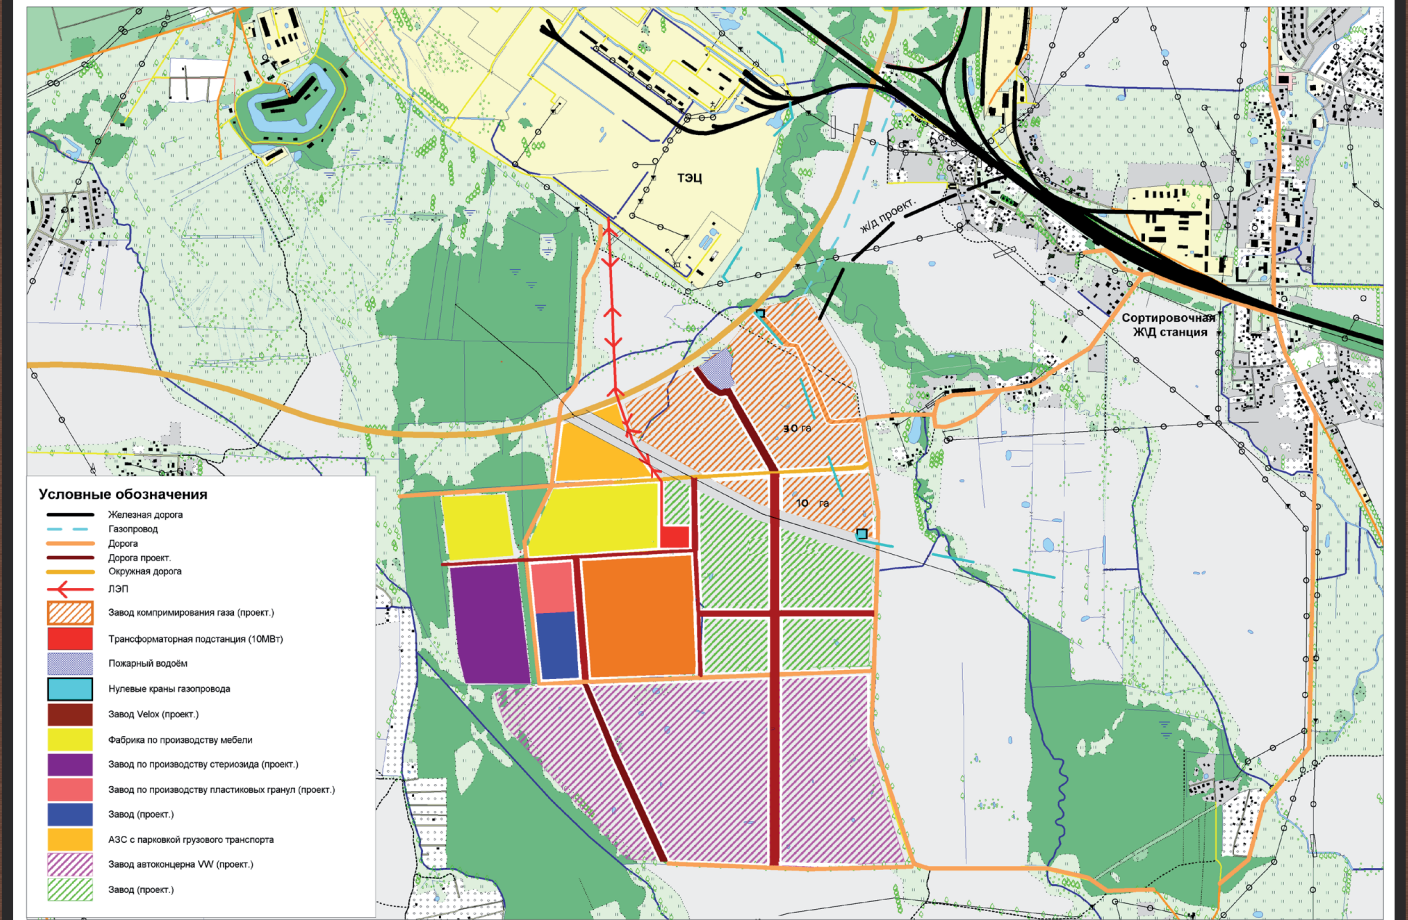 ТЭЦ
ж/д проект.
Сортировочная
Ж\Д станция
30 га
10 га
Условные обозначения
Железная дорога
Газопровод
Дорога
Дорога проект.
Окружная дорога
ЛЭП
Завод компримирования газа (проект.)
Трансформаторная подстанция (10МВт)
Пожарный водоём
Нулевые краны газопровода
Завод Velox (проект.)
Фабрика по производству мебели
Завод по производству стериозида (проект.)
Завод по производству пластиковых гранул (проект.)
Завод (проект.)
АЗС с парковкой грузового транспорта
Завод автоконцерна VW (проект.)
Завод (проект.)